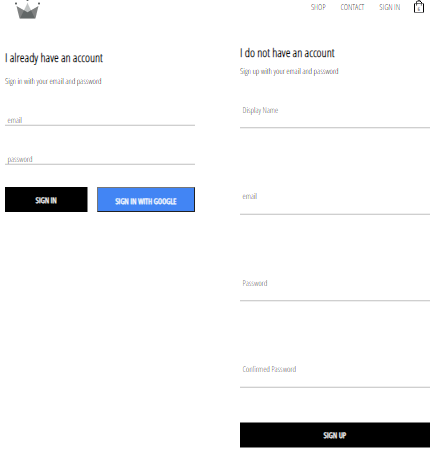 SHOP CONTACT SIGN IN
I already have an account
Sign in with your email and password
email
password
SIGN IN SIGN IN WITH GOOGLE
I do not have an account
Sign up with your email and password
Display Name
email
Password
Confirmed Password
SIGN UP